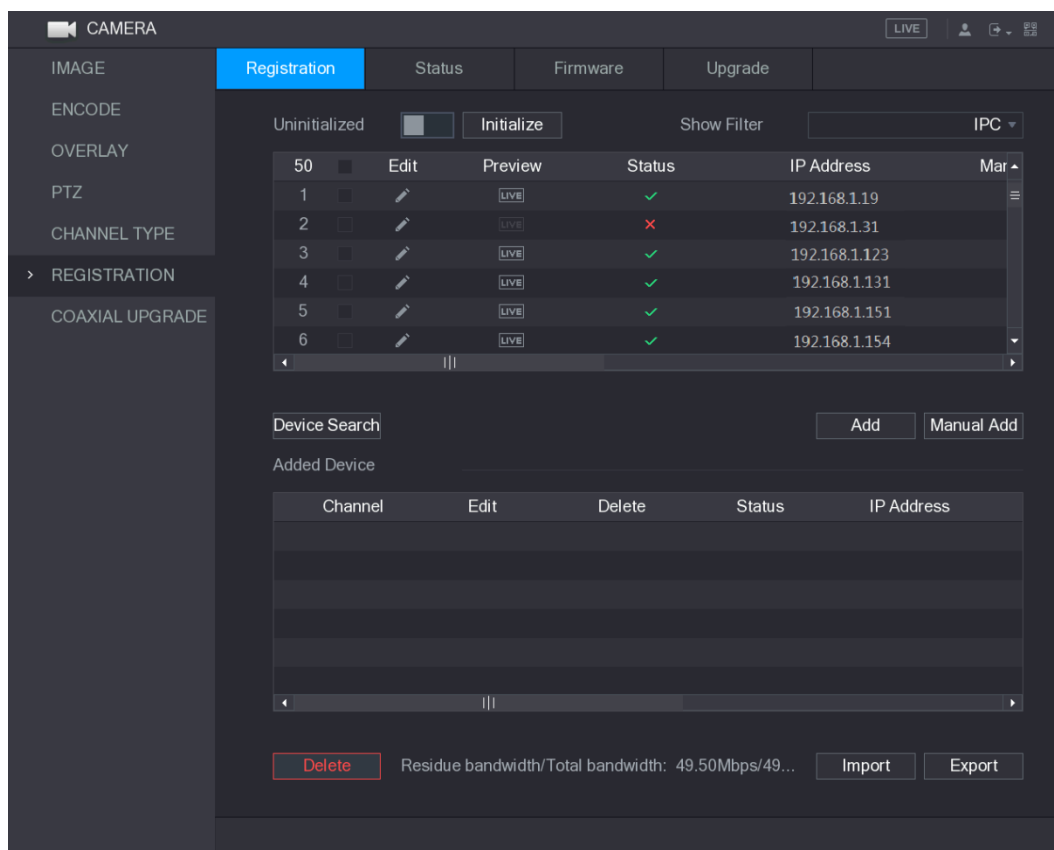 CAMERA LIVE
IMAGE
ENCODE
OVERLAY
PTZ
CHANNEL TYPE
> REGISTRATION
COAXIAL UPGRADE
Registration Status Firmware Upgrade
Uninitialized Initialize Show Filter IPC
50 Edit Preview Status IP Address Mar
1 LIVE 192.168.1.19
2 LIVE 192.168.1.31
3 LIVE 192.168.1.123
4 LIVE 192.168.1.131
5 LIVE 192.168.1.151
6 LIVE 192.168.1.154
Device Search Add Manual Add
Added Device
Channel Edit Delete Status IP Address
Delete Residue bandwidth/Total bandwidth: 49.50Mbps/49... Import Export